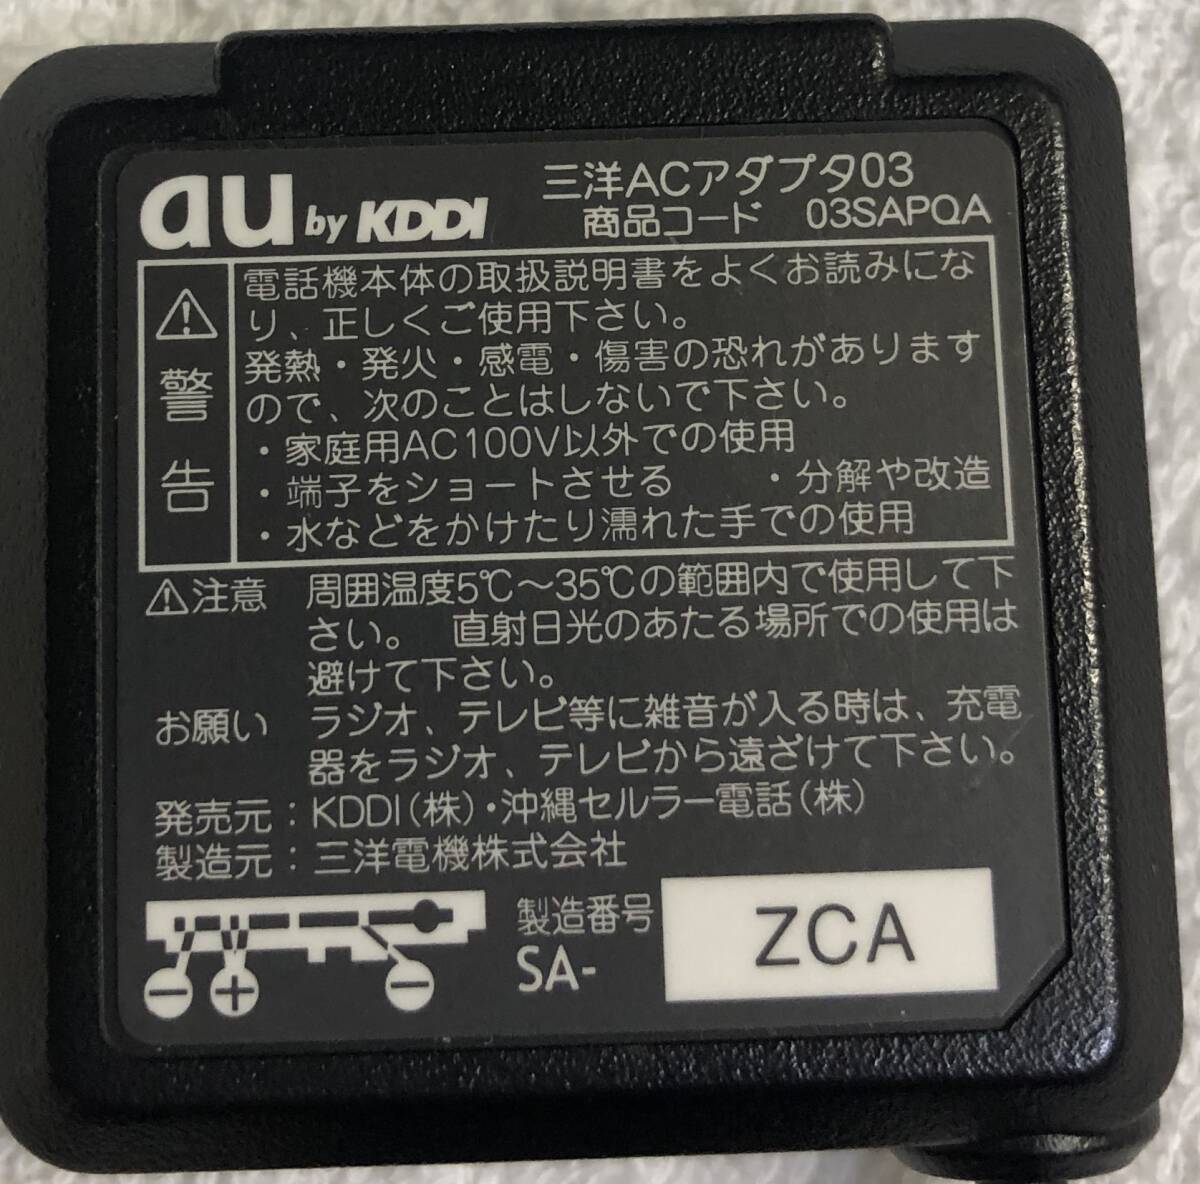 au by KDDI
三洋ACアダプタ03
商品コード 03SAPQA
⚠警告
電話機本体の取扱説明書をよくお読みにな
り、正しくご使用下さい。
発熱・発火・感電・傷害の恐れがあります
ので、次のことはしないで下さい。
・家庭用AC100V以外での使用
・端子をショートさせる ・分解や改造
・水などをかけたり濡れた手での使用
⚠注意 周囲温度5℃〜35℃の範囲内で使用して下
さい。 直射日光のあたる場所での使用は
避けて下さい。
お願い ラジオ、テレビ等に雑音が入る時は、充電
器をラジオ、テレビから遠ざけて下さい。
発売元：KDDI(株)・沖縄セルラー電話(株)
製造元：三洋電機株式会社
− + −
製造番号
SA- ZCA